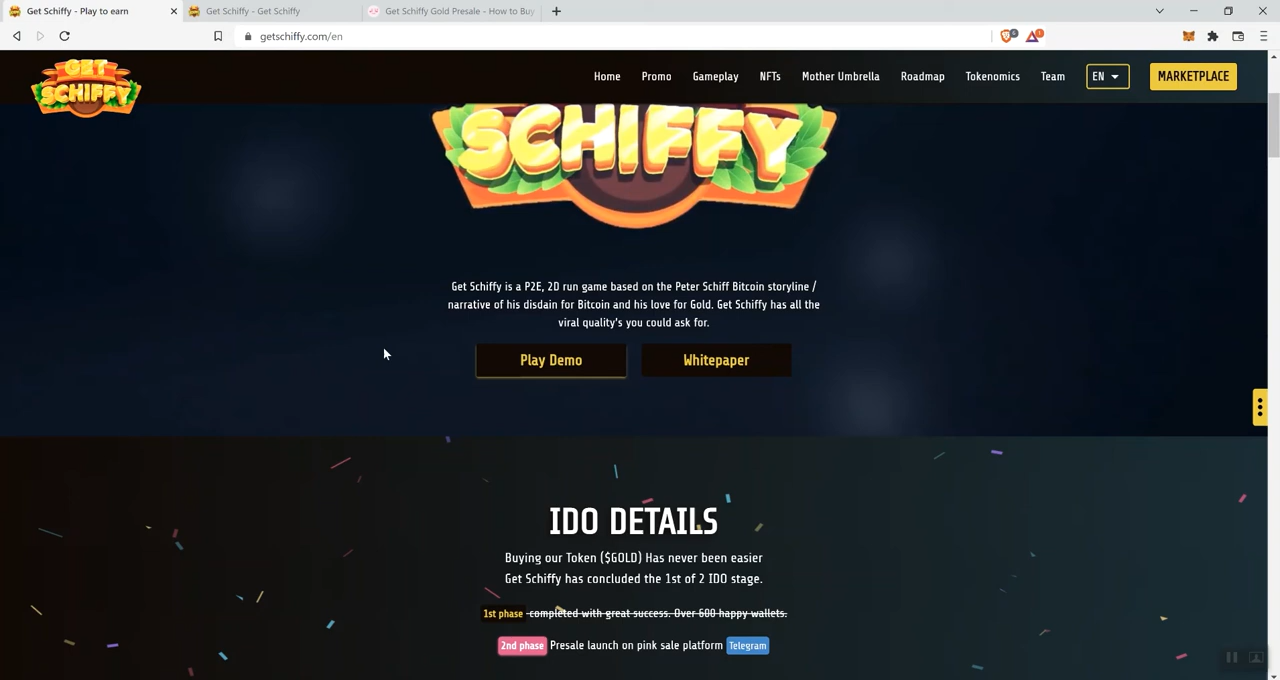 Get Schiffy - Play to earn
Get Schiffy - Get Schiffy
Get Schiffy Gold Presale - How to Buy
getschiffy.com/en
6
1
GET
SCHIFFY
Home
Promo
Gameplay
NFTs
Mother Umbrella
Roadmap
Tokenomics
Team
EN
MARKETPLACE
SCHIFFY
Get Schiffy is a P2E, 2D run game based on the Peter Schiff Bitcoin storyline /
narrative of his disdain for Bitcoin and his love for Gold. Get Schiffy has all the
viral quality's you could ask for.
Play Demo
Whitepaper
IDO DETAILS
Buying our Token ($GOLD) Has never been easier
Get Schiffy has concluded the 1st of 2 IDO stage.
1st phase completed with great success. Over 600 happy wallets.
2nd phase Presale launch on pink sale platform Telegram